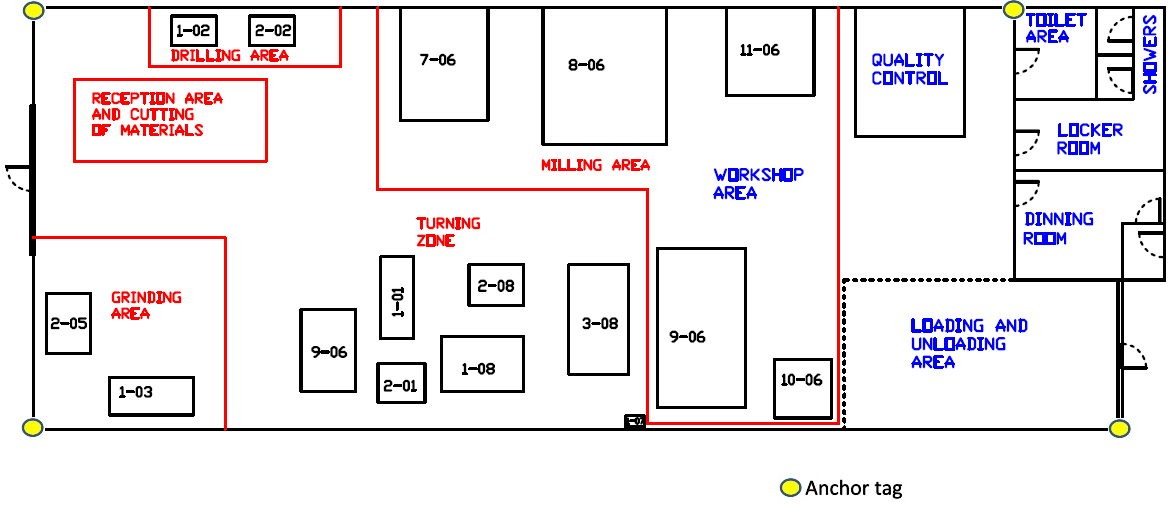 1-02
2-02
DRILLING AREA
7-06
8-06
11-06
QUALITY
CONTROL
TOILET
AREA
SHOWERS
RECEPTION AREA
AND CUTTING
OF MATERIALS
LOCKER
ROOM
MILLING AREA
WORKSHOP
AREA
TURNING
ZONE
DINNING
ROOM
GRINDING
AREA
2-05
1-03
9-06
1-01
2-01
2-08
1-08
3-08
9-06
10-06
LOADING AND
UNLOADING
AREA
Anchor tag